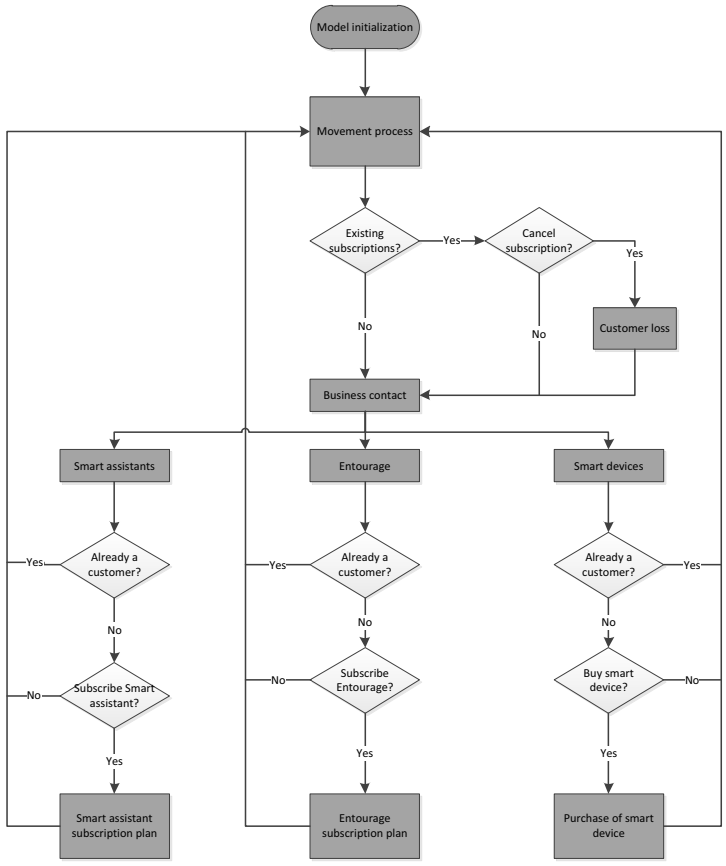 Model initialization
Movement process
Existing
subscriptions?
Yes
Cancel
subscription?
Yes
No
No
Customer loss
Business contact
Smart assistants
Entourage
Smart devices
Already a
customer?
Yes
Already a
customer?
Yes
Already a
customer?
Yes
No
No
No
Subscribe Smart
assistant?
No
Subscribe
Entourage?
No
Buy smart
device?
No
Yes
Yes
Yes
Smart assistant
subscription plan
Entourage
subscription plan
Purchase of smart
device